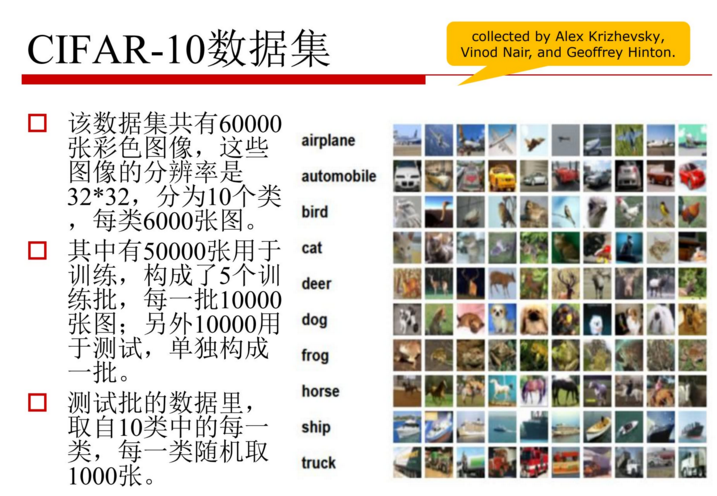 CIFAR-10数据集
collected by Alex Krizhevsky,
Vinod Nair, and Geoffrey Hinton.
该数据集共有60000
张彩色图像，这些
图像的分辨率是
32*32，分为10个类
，每类6000张图。
其中有50000张用于
训练，构成了5个训
练批，每一批10000
张图；另外10000用
于测试，单独构成
一批。
测试批的数据里，
取自10类中的每一
类，每一类随机取
1000张。
airplane
automobile
bird
cat
deer
dog
frog
horse
ship
truck